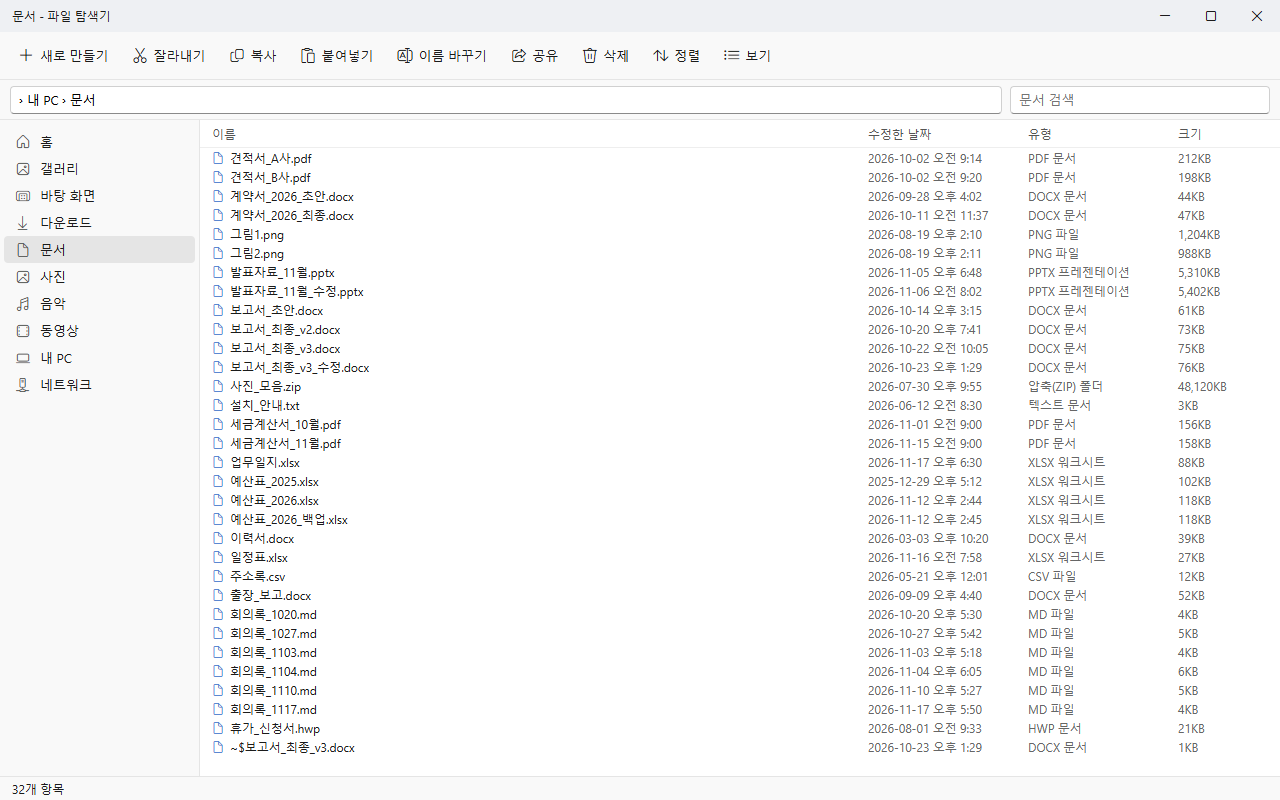 문서 - 파일 탐색기
새로 만들기 잘라내기 복사 붙여넣기 이름 바꾸기 공유 삭제 정렬 보기
› 내 PC › 문서 문서 검색
홈
갤러리
바탕 화면
다운로드
문서
사진
음악
동영상
내 PC
네트워크
이름 수정한 날짜 유형 크기
견적서_A사.pdf 2026-10-02 오전 9:14 PDF 문서 212KB
견적서_B사.pdf 2026-10-02 오전 9:20 PDF 문서 198KB
계약서_2026_초안.docx 2026-09-28 오후 4:02 DOCX 문서 44KB
계약서_2026_최종.docx 2026-10-11 오전 11:37 DOCX 문서 47KB
그림1.png 2026-08-19 오후 2:10 PNG 파일 1,204KB
그림2.png 2026-08-19 오후 2:11 PNG 파일 988KB
발표자료_11월.pptx 2026-11-05 오후 6:48 PPTX 프레젠테이션 5,310KB
발표자료_11월_수정.pptx 2026-11-06 오전 8:02 PPTX 프레젠테이션 5,402KB
보고서_초안.docx 2026-10-14 오후 3:15 DOCX 문서 61KB
보고서_최종_v2.docx 2026-10-20 오후 7:41 DOCX 문서 73KB
보고서_최종_v3.docx 2026-10-22 오전 10:05 DOCX 문서 75KB
보고서_최종_v3_수정.docx 2026-10-23 오후 1:29 DOCX 문서 76KB
사진_모음.zip 2026-07-30 오후 9:55 압축(ZIP) 폴더 48,120KB
설치_안내.txt 2026-06-12 오전 8:30 텍스트 문서 3KB
세금계산서_10월.pdf 2026-11-01 오전 9:00 PDF 문서 156KB
세금계산서_11월.pdf 2026-11-15 오전 9:00 PDF 문서 158KB
업무일지.xlsx 2026-11-17 오후 6:30 XLSX 워크시트 88KB
예산표_2025.xlsx 2025-12-29 오후 5:12 XLSX 워크시트 102KB
예산표_2026.xlsx 2026-11-12 오후 2:44 XLSX 워크시트 118KB
예산표_2026_백업.xlsx 2026-11-12 오후 2:45 XLSX 워크시트 118KB
이력서.docx 2026-03-03 오후 10:20 DOCX 문서 39KB
일정표.xlsx 2026-11-16 오전 7:58 XLSX 워크시트 27KB
주소록.csv 2026-05-21 오후 12:01 CSV 파일 12KB
출장_보고.docx 2026-09-09 오후 4:40 DOCX 문서 52KB
회의록_1020.md 2026-10-20 오후 5:30 MD 파일 4KB
회의록_1027.md 2026-10-27 오후 5:42 MD 파일 5KB
회의록_1103.md 2026-11-03 오후 5:18 MD 파일 4KB
회의록_1104.md 2026-11-04 오후 6:05 MD 파일 6KB
회의록_1110.md 2026-11-10 오후 5:27 MD 파일 5KB
회의록_1117.md 2026-11-17 오후 5:50 MD 파일 4KB
휴가_신청서.hwp 2026-08-01 오전 9:33 HWP 문서 21KB
~$보고서_최종_v3.docx 2026-10-23 오후 1:29 DOCX 문서 1KB
32개 항목